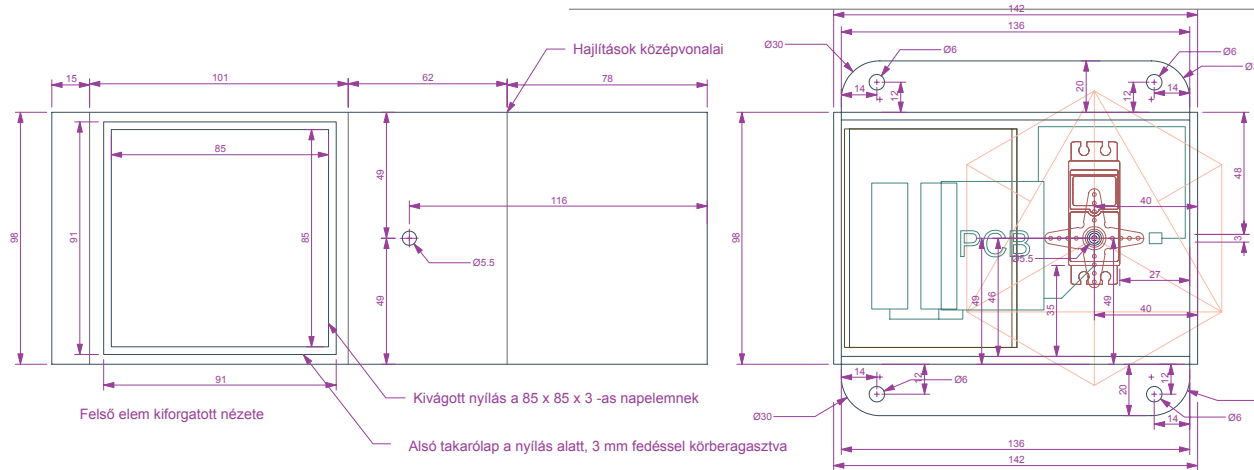 142
136
Ø30
Ø6
Ø6
14
12
20
12
14
Hajlítások középvonalai
15
101
62
78
85
49
116
98
91
85
Ø5.5
49
91
Felső elem kiforgatott nézete
Kivágott nyílás a 85 x 85 x 3 -as napelemnek
Alsó takarólap a nyílás alatt, 3 mm fedéssel körberagasztva
98
PCB
Ø5.5
40
48
3
27
49
46
35
49
40
14
12
Ø6
Ø30
20
12
14
Ø6
136
142